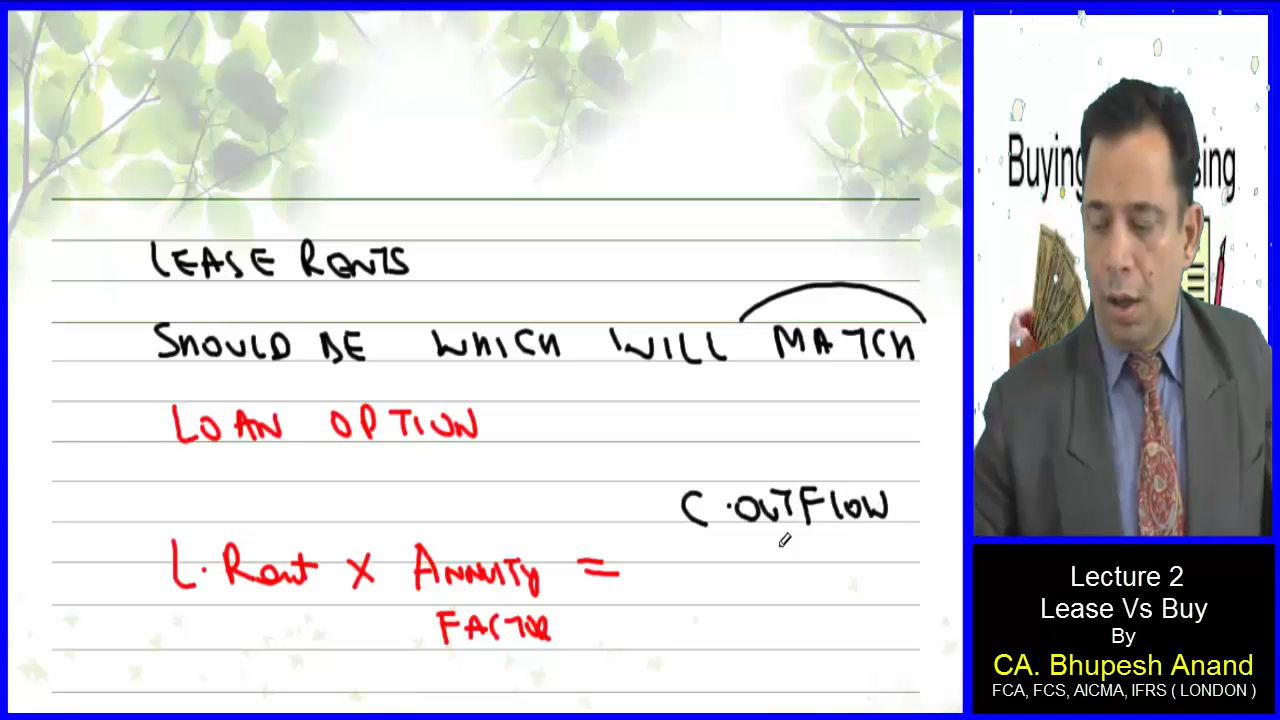 LEASE RENTS
SHOULD BE WHICH WILL MATCH
LOAN OPTION
C.OUTFLOW
L.Rent x ANNUITY =
FACTOR
Buying
sing
Lecture 2
Lease Vs Buy
By
CA. Bhupesh Anand
FCA, FCS, AICMA, IFRS ( LONDON )